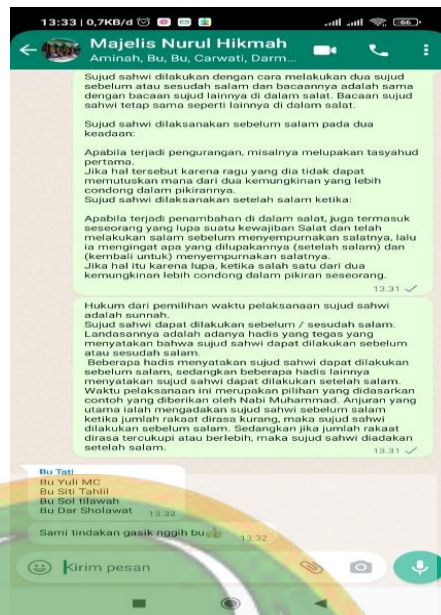 13:33 | 0,7KB/d
66
Majelis Nurul Hikmah
Aminah, Bu, Bu, Carwati, Darm...
Sujud sahwi dilakukan dengan cara melakukan dua sujud
sebelum atau sesudah salam dan bacaannya adalah sama
dengan bacaan sujud lainnya di dalam salat. Bacaan sujud
sahwi tetap sama seperti lainnya di dalam salat.
Sujud sahwi dilaksanakan sebelum salam pada dua
keadaan:
Apabila terjadi pengurangan, misalnya melupakan tasyahud
pertama.
Jika hal tersebut karena ragu yang dia tidak dapat
memutuskan mana dari dua kemungkinan yang lebih
condong dalam pikirannya.
Sujud sahwi dilaksanakan setelah salam ketika:
Apabila terjadi penambahan di dalam salat, juga termasuk
seseorang yang lupa suatu kewajiban Salat dan telah
melakukan salam sebelum menyempurnakan salatnya, lalu
ia mengingat apa yang dilupakannya (setelah salam) dan
(kembali untuk) menyempurnakan salatnya.
Jika hal itu karena lupa, ketika salah satu dari dua
kemungkinan lebih condong dalam pikiran seseorang.
13.31
Hukum dari pemilihan waktu pelaksanaan sujud sahwi
adalah sunnah.
Sujud sahwi dapat dilakukan sebelum / sesudah salam.
Landasannya adalah adanya hadis yang tegas yang
menyatakan bahwa sujud sahwi dapat dilakukan sebelum
atau sesudah salam.
Beberapa hadis menyatakan sujud sahwi dapat dilakukan
sebelum salam, sedangkan beberapa hadis lainnya
menyatakan sujud sahwi dapat dilakukan setelah salam.
Waktu pelaksanaan ini merupakan pilihan yang didasarkan
contoh yang diberikan oleh Nabi Muhammad. Anjuran yang
utama ialah mengadakan sujud sahwi sebelum salam
ketika jumlah rakaat dirasa kurang, maka sujud sahwi
dilakukan sebelum salam. Sedangkan jika jumlah rakaat
dirasa tercukupi atau berlebih, maka sujud sahwi diadakan
setelah salam.
13.31
Bu Tati
Bu Yuli MC
Bu Siti Tahlil
Bu Sol tilawah
Bu Dar Sholawat 13.32
Sami tindakan gasik nggih bu 13.32
Kirim pesan